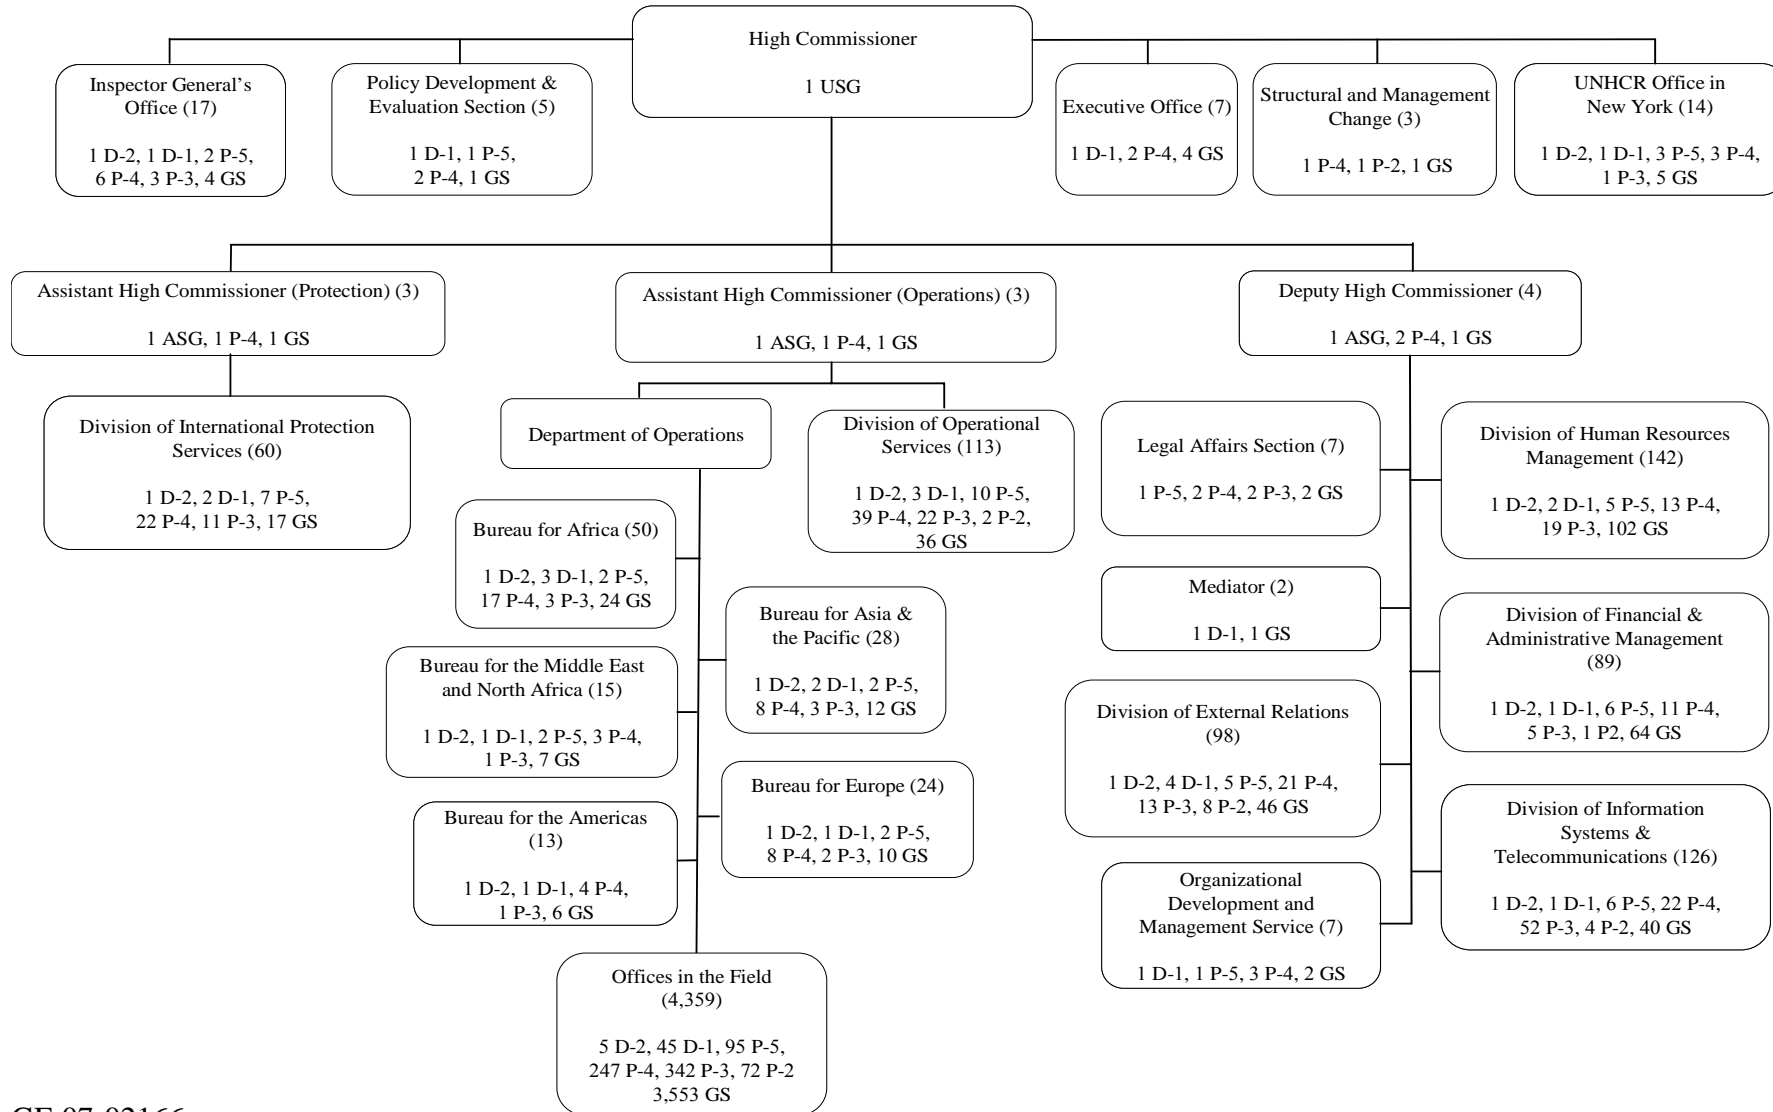 High Commissioner
1 USG
Inspector General’s
Office (17)
1 D-2, 1 D-1, 2 P-5,
6 P-4, 3 P-3, 4 GS
Policy Development &
Evaluation Section (5)
1 D-1, 1 P-5,
2 P-4, 1 GS
Executive Office (7)
1 D-1, 2 P-4, 4 GS
Structural and Management
Change (3)
1 P-4, 1 P-2, 1 GS
UNHCR Office in
New York (14)
1 D-2, 1 D-1, 3 P-5, 3 P-4,
1 P-3, 5 GS
Assistant High Commissioner (Protection) (3)
1 ASG, 1 P-4, 1 GS
Assistant High Commissioner (Operations) (3)
1 ASG, 1 P-4, 1 GS
Deputy High Commissioner (4)
1 ASG, 2 P-4, 1 GS
Division of International Protection
Services (60)
1 D-2, 2 D-1, 7 P-5,
22 P-4, 11 P-3, 17 GS
Department of Operations
Division of Operational
Services (113)
1 D-2, 3 D-1, 10 P-5,
39 P-4, 22 P-3, 2 P-2,
36 GS
Bureau for Africa (50)
1 D-2, 3 D-1, 2 P-5,
17 P-4, 3 P-3, 24 GS
Bureau for Asia &
the Pacific (28)
1 D-2, 2 D-1, 2 P-5,
8 P-4, 3 P-3, 12 GS
Bureau for the Middle East
and North Africa (15)
1 D-2, 1 D-1, 2 P-5, 3 P-4,
1 P-3, 7 GS
Bureau for Europe (24)
1 D-2, 1 D-1, 2 P-5,
8 P-4, 2 P-3, 10 GS
Bureau for the Americas
(13)
1 D-2, 1 D-1, 4 P-4,
1 P-3, 6 GS
Offices in the Field
(4,359)
5 D-2, 45 D-1, 95 P-5,
247 P-4, 342 P-3, 72 P-2
3,553 GS
Legal Affairs Section (7)
1 P-5, 2 P-4, 2 P-3, 2 GS
Division of Human Resources
Management (142)
1 D-2, 2 D-1, 5 P-5, 13 P-4,
19 P-3, 102 GS
Mediator (2)
1 D-1, 1 GS
Division of Financial &
Administrative Management
(89)
1 D-2, 1 D-1, 6 P-5, 11 P-4,
5 P-3, 1 P2, 64 GS
Division of External Relations
(98)
1 D-2, 4 D-1, 5 P-5, 21 P-4,
13 P-3, 8 P-2, 46 GS
Division of Information
Systems &
Telecommunications (126)
1 D-2, 1 D-1, 6 P-5, 22 P-4,
52 P-3, 4 P-2, 40 GS
Organizational
Development and
Management Service (7)
1 D-1, 1 P-5, 3 P-4, 2 GS